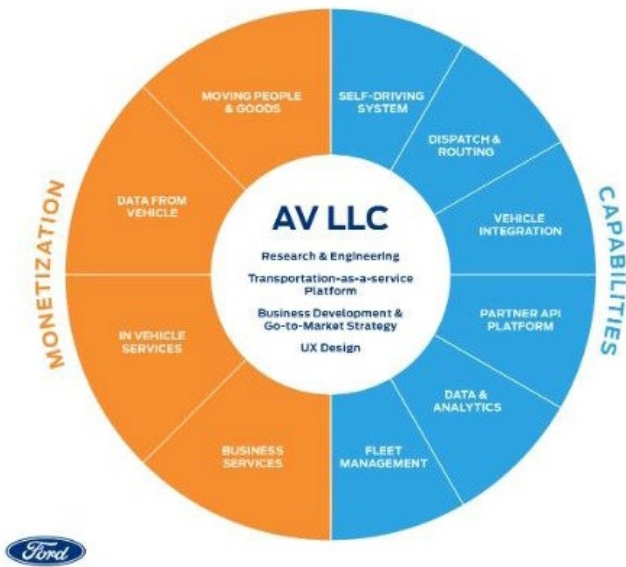 MOVING PEOPLE
& GOODS
SELF-DRIVING
SYSTEM
DISPATCH &
ROUTING
DATA FROM
VEHICLE
VEHICLE
INTEGRATION
MONETIZATION
CAPABILITIES
AV LLC
Research & Engineering
Transportation-as-a-service
Platform
Business Development &
Go-to-Market Strategy
UX Design
IN VEHICLE
SERVICES
PARTNER API
PLATFORM
DATA &
ANALYTICS
BUSINESS
SERVICES
FLEET
MANAGEMENT
Ford